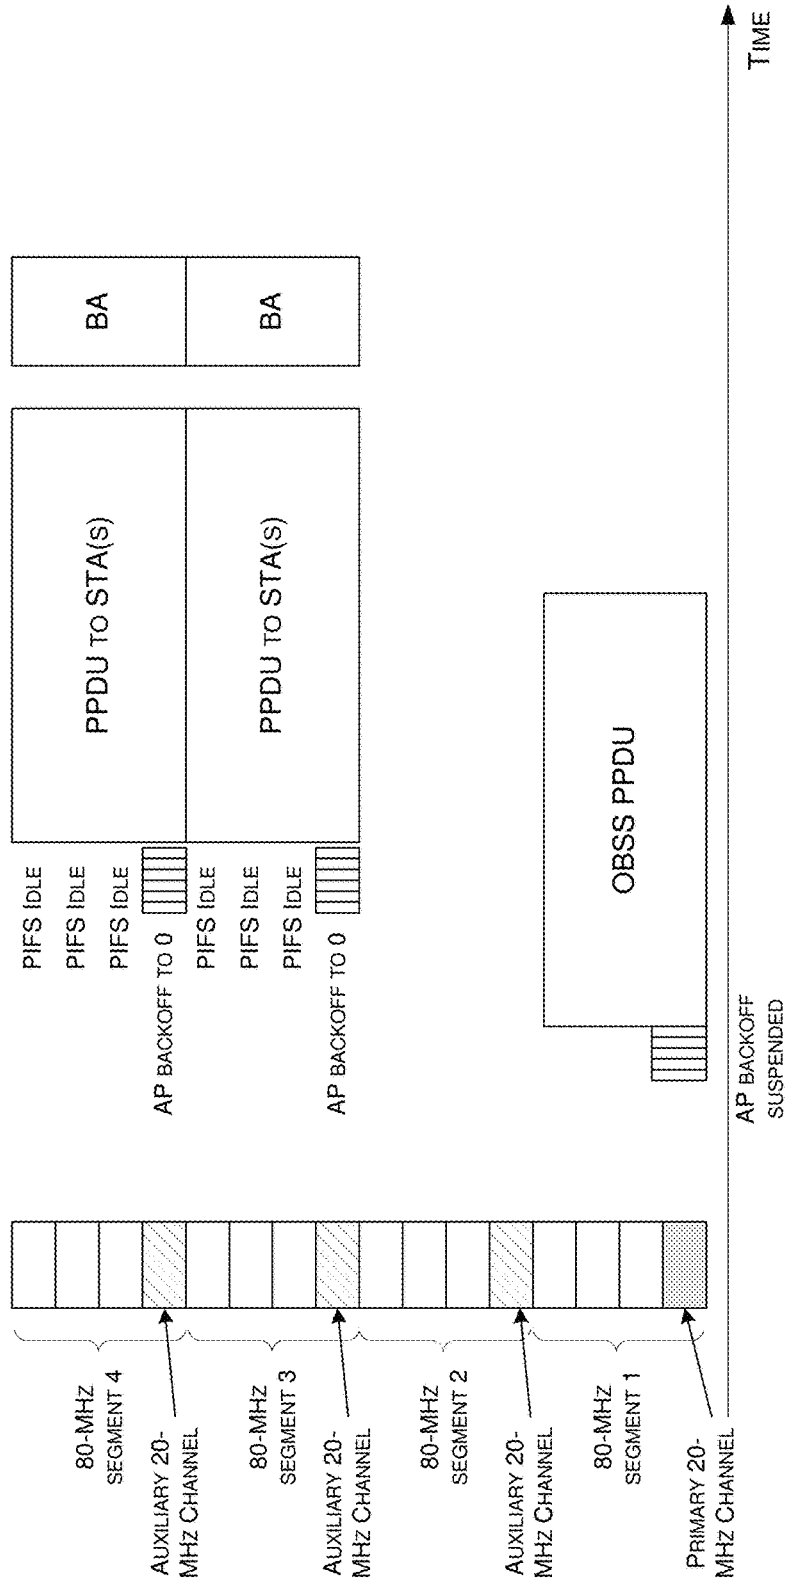 80-MHZ
SEGMENT 4
AUXILIARY 20-
MHZ CHANNEL
80-MHZ
SEGMENT 3
AUXILIARY 20-
MHZ CHANNEL
80-MHZ
SEGMENT 2
AUXILIARY 20-
MHZ CHANNEL
80-MHZ
SEGMENT 1
PRIMARY 20-
MHZ CHANNEL
PIFS IDLE
PIFS IDLE
PIFS IDLE
AP BACKOFF TO 0
PIFS IDLE
PIFS IDLE
PIFS IDLE
AP BACKOFF TO 0
PPDU TO STA(S)
PPDU TO STA(S)
BA
BA
OBSS PPDU
AP BACKOFF
SUSPENDED
TIME